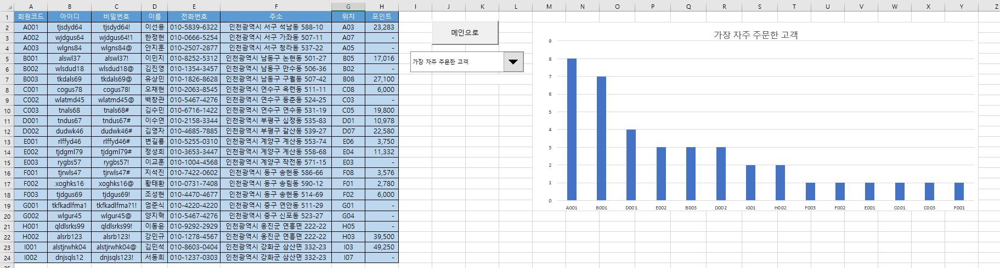 A B C D E F G H I J K L M N O P Q R S T U V W X Y Z
1 회원코드 아이디 비밀번호 이름 전화번호 주소 위치 포인트
2 A001 tjsdyd64 tjsdyd64! 이선용 010-5839-6322 인천광역시 서구 석남동 588-10 A03 23,283
3 A002 wjdgus64 wjdgus64!1 한정현 010-0666-5254 인천광역시 서구 가좌동 507-11 A07 -
4 A003 wlgns84 wlgns84@ 안지훈 010-2507-2877 인천광역시 서구 청라동 537-22 A05 -
5 B001 alswl37 alswl37! 이민지 010-8252-5312 인천광역시 남동구 논현동 501-27 B05 17,016
6 B002 wlsdud18 wlsdud18@ 김진영 010-1354-3457 인천광역시 남동구 만수동 506-36 B02 -
7 B003 tkdals69 tkdals69@ 유상민 010-1826-8628 인천광역시 남동구 구월동 507-42 B08 27,100
8 C001 cogus78 cogus78! 오채현 010-2063-8545 인천광역시 연수구 옥련동 511-11 C08 6,000
9 C002 wlatmd45 wlatmd45@ 백창관 010-5467-4276 인천광역시 연수구 동춘동 524-25 C03 -
10 C003 tnals68 tnals68# 김수민 010-6716-1422 인천광역시 연수구 연수동 531-19 C05 19,800
11 D001 tndus67 tndus67# 이수연 010-2158-3344 인천광역시 부평구 십정동 535-83 D01 10,978
12 D002 dudwk46 dudwk46# 김영자 010-4685-7885 인천광역시 부평구 갈산동 539-27 D07 22,580
13 E001 rlffyd46 rlffyd46# 변길룡 010-5255-0310 인천광역시 계양구 계산동 553-74 E06 3,750
14 E002 tjdgml79 tjdgml79# 정성희 010-3653-3447 인천광역시 계양구 계산동 558-68 E04 11,332
15 E003 rygbs57 rygbs57! 이교훈 010-1004-4568 인천광역시 계양구 작전동 571-15 E03 -
16 F001 tjrwls47 tjrwls47# 지석진 010-7422-0602 인천광역시 동구 송현동 586-66 F08 3,576
17 F002 xoghks16 xoghks16@ 황태환 010-0731-7408 인천광역시 동구 송림동 590-12 F01 2,780
18 F003 tjdgus69 tjdgus69! 조성현 010-4470-4677 인천광역시 동구 송현동 514-69 F02 6,000
19 G001 tkfkadlfma1 tkfkadlfma?1! 엄준식 010-4220-4220 인천광역시 중구 연안동 511-29 G01 -
20 G002 wlgur45 wlgur45@ 양지혁 010-5467-4276 인천광역시 중구 신포동 523-27 G04 -
21 H001 qldlsrks99 qldlsrks99! 이동윤 010-9292-2929 인천광역시 옹진군 연흥면 222-22 H05 -
22 H002 alsrb123 alsrb123! 강민규 010-1278-4567 인천광역시 옹진군 연흥면 222-22 H03 39,500
23 I001 alstjrwhk04 alstjrwhk04@ 김민석 010-8603-0404 인천광역시 강화군 삼산면 332-23 I03 49,250
24 I002 dnjsqls12 dnjsqls123! 서동희 010-1237-0303 인천광역시 강화군 삼산면 332-23 I07 -
메인으로
가장 자주 주문한 고객
가장 자주 주문한 고객
9
8
7
6
5
4
3
2
1
0
A001 B001 D001 E002 B003 D002 I001 H002 F003 F002 E001 C001 C003 F001